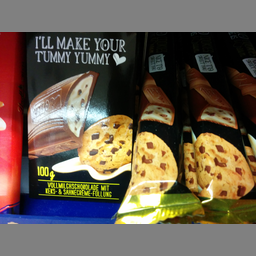 I'LL MAKE YOUR
TUMMY YUMMY
100g
VOLLMILCHSCHOKOLADE MIT
KEKS- & SAHNECREME-FÜLLUNG